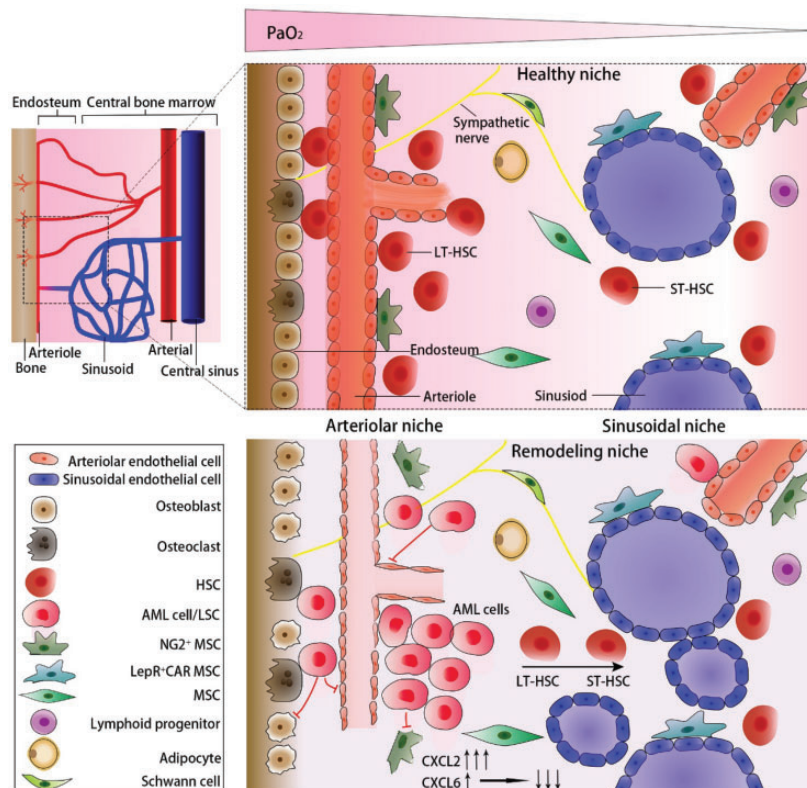 PaO₂
Healthy niche
Sympathetic
nerve
LT-HSC
ST-HSC
Endosteum
Arteriole
Sinusiod
Endosteum Central bone marrow
Arteriole
Bone
Sinusoid
Arterial
Central sinus
Arteriolar niche
Sinusoidal niche
Remodeling niche
AML cells
LT-HSC
ST-HSC
CXCL2 ↑↑↑
CXCL6 ↑ → ↓↓↓
Arteriolar endothelial cell
Sinusoidal endothelial cell
Osteoblast
Osteoclast
HSC
AML cell/LSC
NG2⁺ MSC
LepR⁺CAR MSC
MSC
Lymphoid progenitor
Adipocyte
Schwann cell